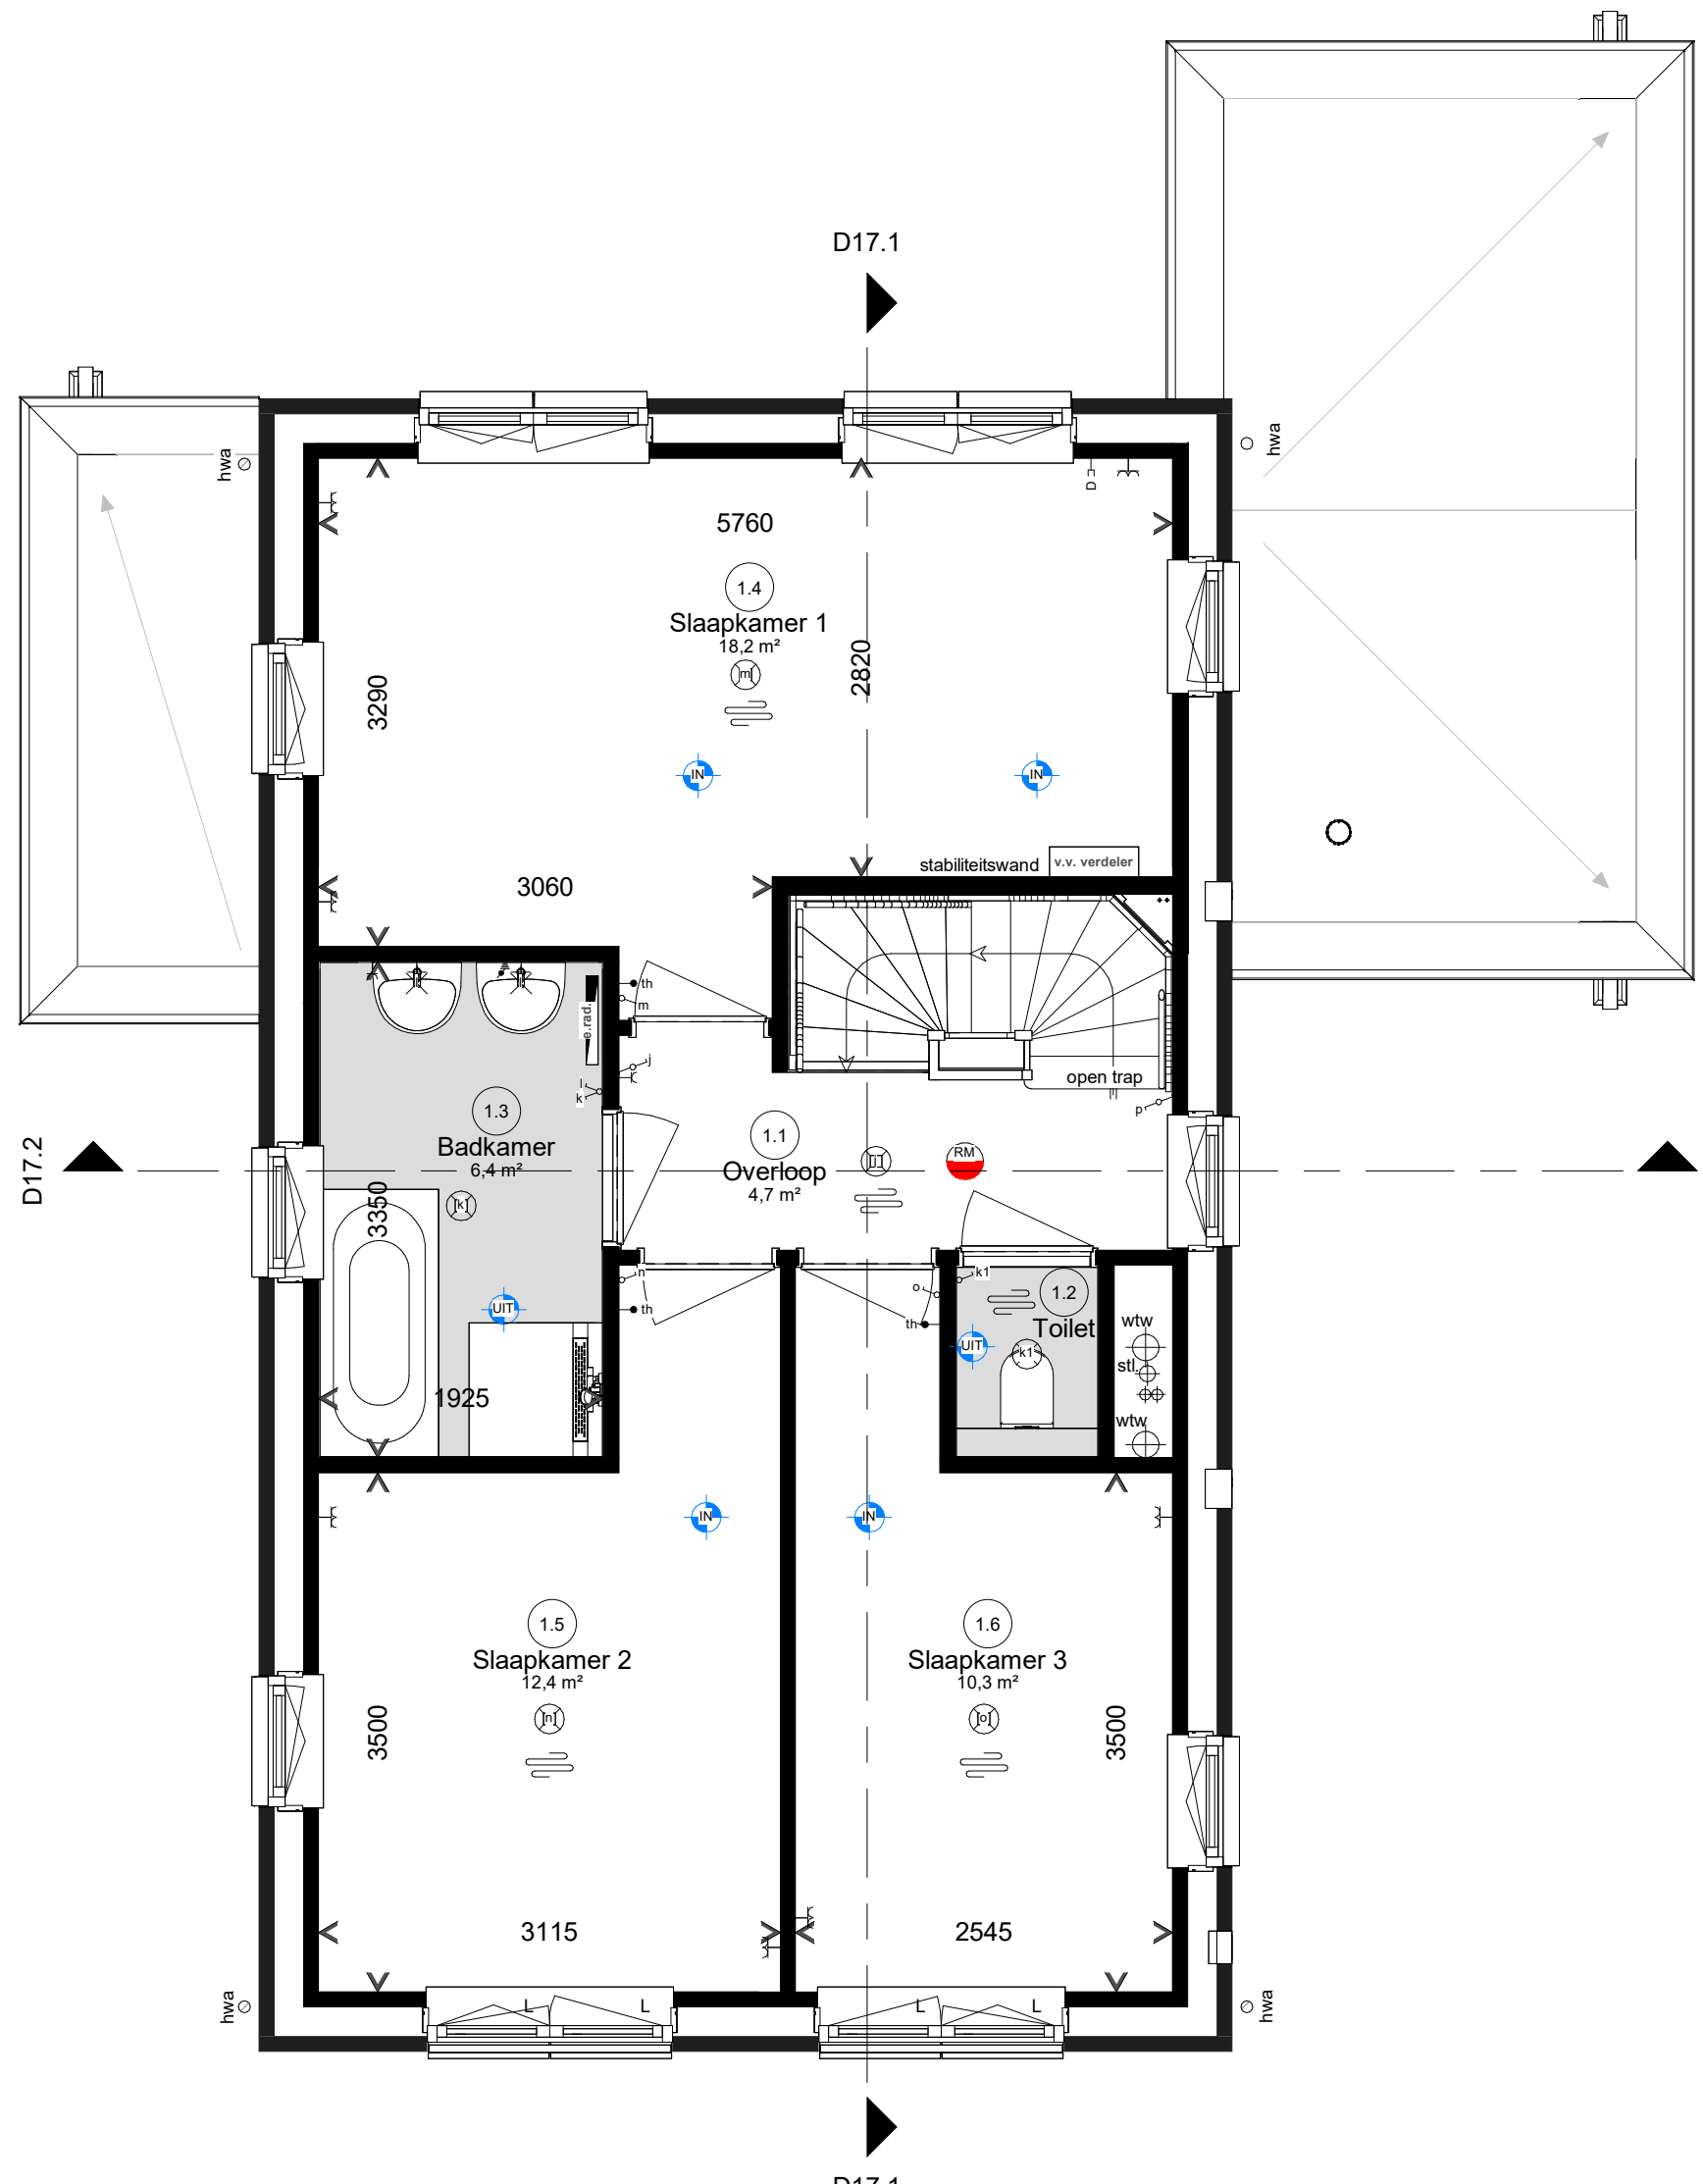 D17.1
hwa
hwa
D
5760
1.4
Slaapkamer 1
18,2 m²
m
3290
2820
IN
IN
stabiliteitswand
v.v. verdeler
3060
th
m
e.rad.
j
l
k
open trap
p
1.3
Badkamer
6,4 m²
k
3350
1.1
Overloop
4,7 m²
RM
D17.2
n
th
o
th
k1
1.2
Toilet
UIT
UIT
k1
wtw
stl.
wtw
1925
IN
IN
1.5
Slaapkamer 2
12,4 m²
n
1.6
Slaapkamer 3
10,3 m²
o
3500
3500
3115
2545
L
L
L
L
hwa
hwa
D17.1